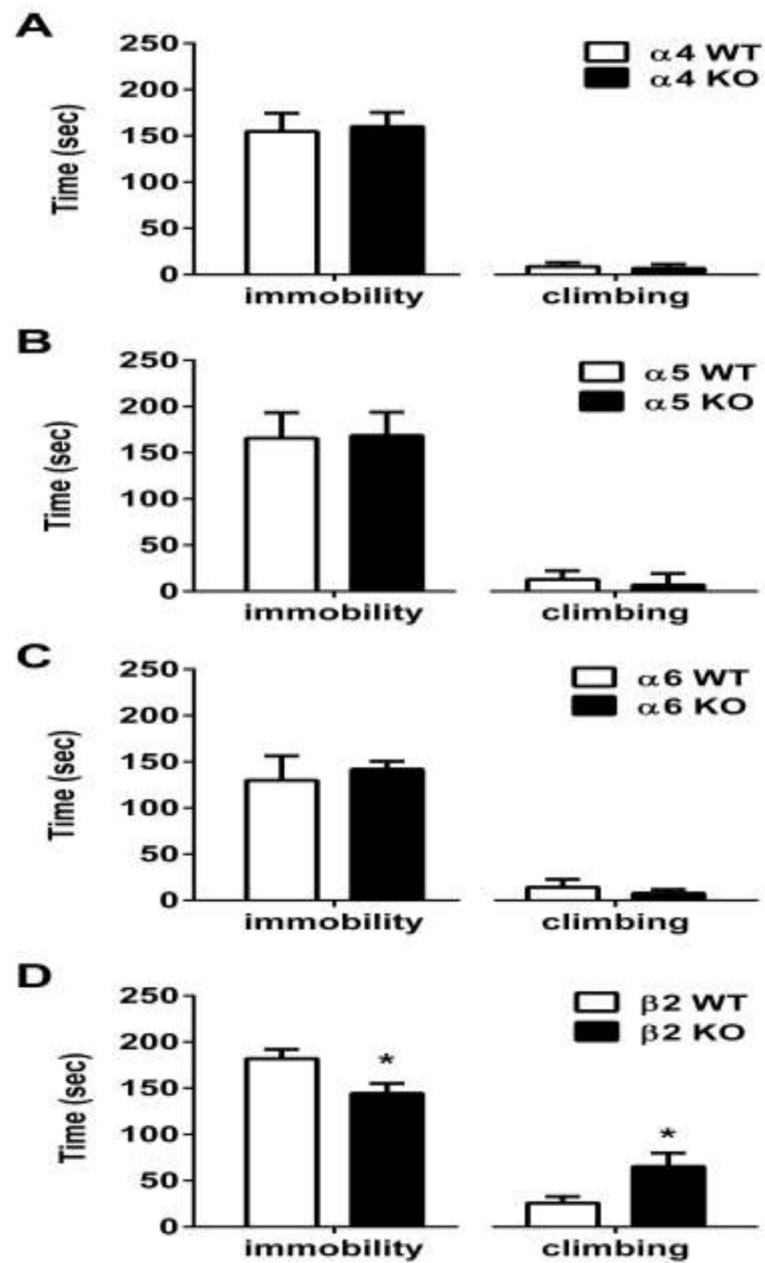 A
250
200
150
100
50
0
Time (sec)
α4 WT
α4 KO
immobility
climbing
B
250
200
150
100
50
0
Time (sec)
α5 WT
α5 KO
immobility
climbing
C
250
200
150
100
50
0
Time (sec)
α6 WT
α6 KO
immobility
climbing
D
250
200
150
100
50
0
Time (sec)
β2 WT
β2 KO
*
*
immobility
climbing